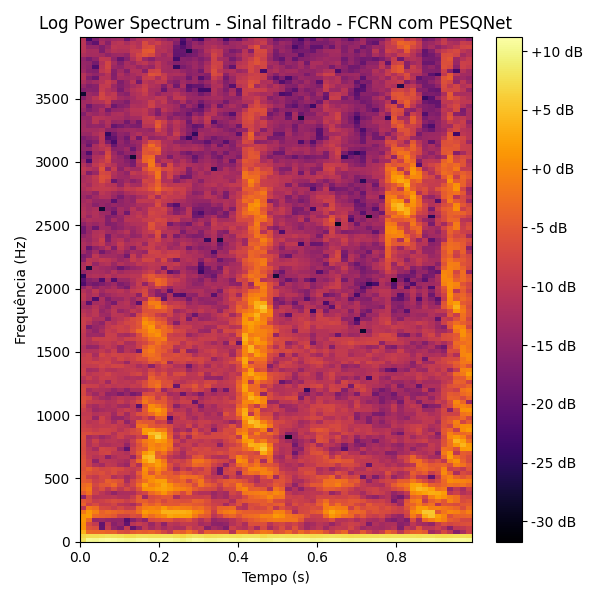 Log Power Spectrum - Sinal filtrado - FCRN com PESQNet
+10 dB
+5 dB
+0 dB
-5 dB
-10 dB
-15 dB
-20 dB
-25 dB
-30 dB
3500
3000
2500
2000
1500
1000
500
0
Frequência (Hz)
0.0
0.2
0.4
0.6
0.8
Tempo (s)